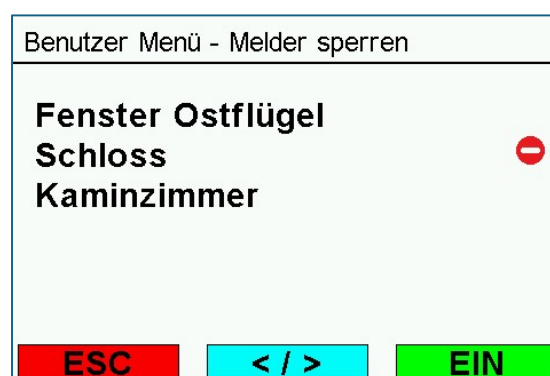 Benutzer Menü - Melder sperren
Fenster Ostflügel
Schloss
Kaminzimmer
ESC
< / >
EIN